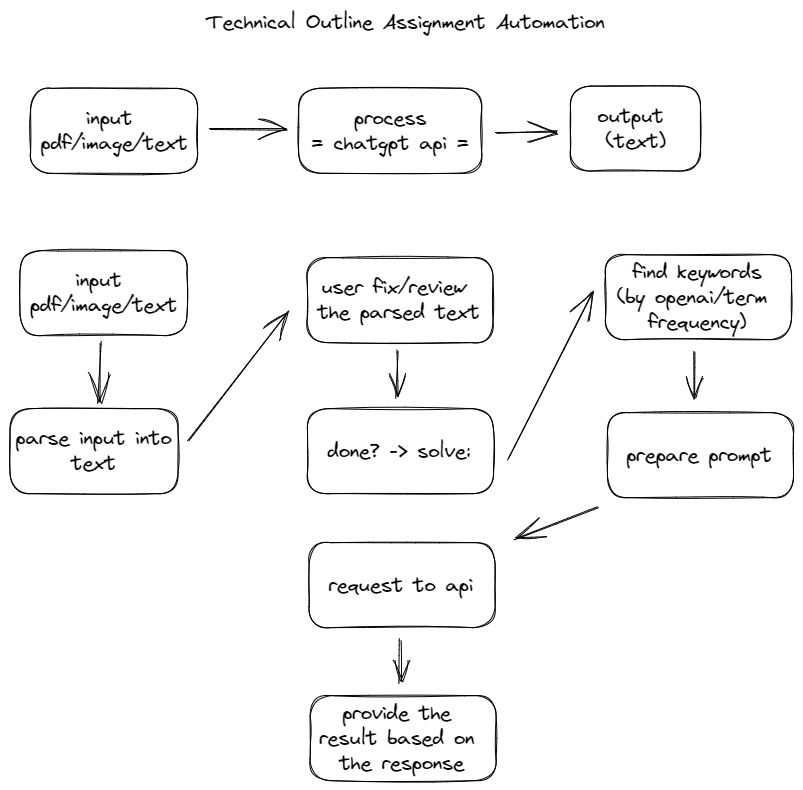 Technical Outline Assignment Automation
input
pdf/image/text
process
= chatgpt api =
output
(text)
input
pdf/image/text
parse input into
text
user fix/review
the parsed text
done? -> solve:
find keywords
(by openai/term
frequency)
prepare prompt
request to api
provide the
result based on
the response